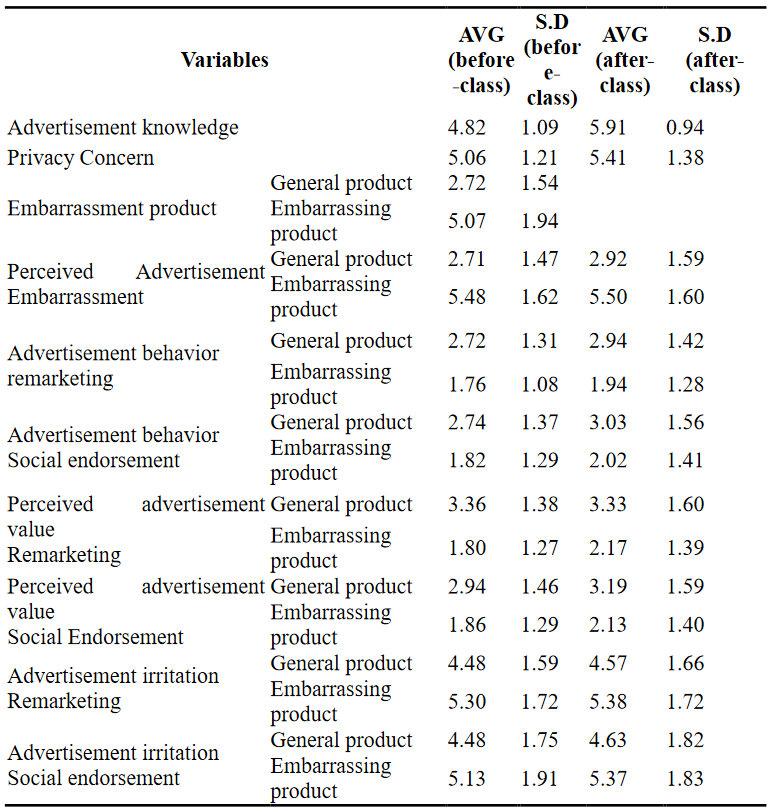 Variables AVG (before -class) S.D (befor e- class) AVG (after- class) S.D (after- class)
Advertisement knowledge 4.82 1.09 5.91 0.94
Privacy Concern 5.06 1.21 5.41 1.38
Embarrassment product General product 2.72 1.54
Embarrassing product 5.07 1.94
Perceived Advertisement Embarrassment General product 2.71 1.47 2.92 1.59
Embarrassing product 5.48 1.62 5.50 1.60
Advertisement behavior remarketing General product 2.72 1.31 2.94 1.42
Embarrassing product 1.76 1.08 1.94 1.28
Advertisement behavior Social endorsement General product 2.74 1.37 3.03 1.56
Embarrassing product 1.82 1.29 2.02 1.41
Perceived advertisement value Remarketing General product 3.36 1.38 3.33 1.60
Embarrassing product 1.80 1.27 2.17 1.39
Perceived advertisement value Social Endorsement General product 2.94 1.46 3.19 1.59
Embarrassing product 1.86 1.29 2.13 1.40
Advertisement irritation Remarketing General product 4.48 1.59 4.57 1.66
Embarrassing product 5.30 1.72 5.38 1.72
Advertisement irritation Social endorsement General product 4.48 1.75 4.63 1.82
Embarrassing product 5.13 1.91 5.37 1.83